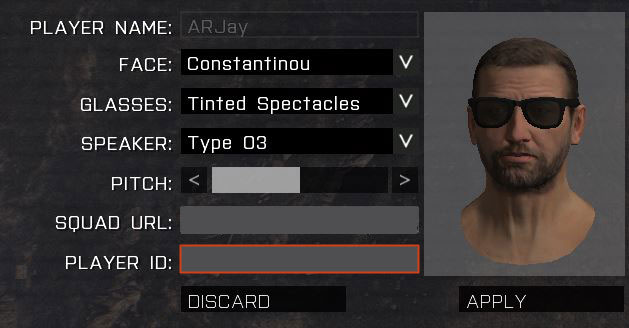 PLAYER NAME: ARJay
FACE: Constantinou
GLASSES: Tinted Spectacles
SPEAKER: Type 03
PITCH: < >
SQUAD URL:
PLAYER ID:
DISCARD APPLY